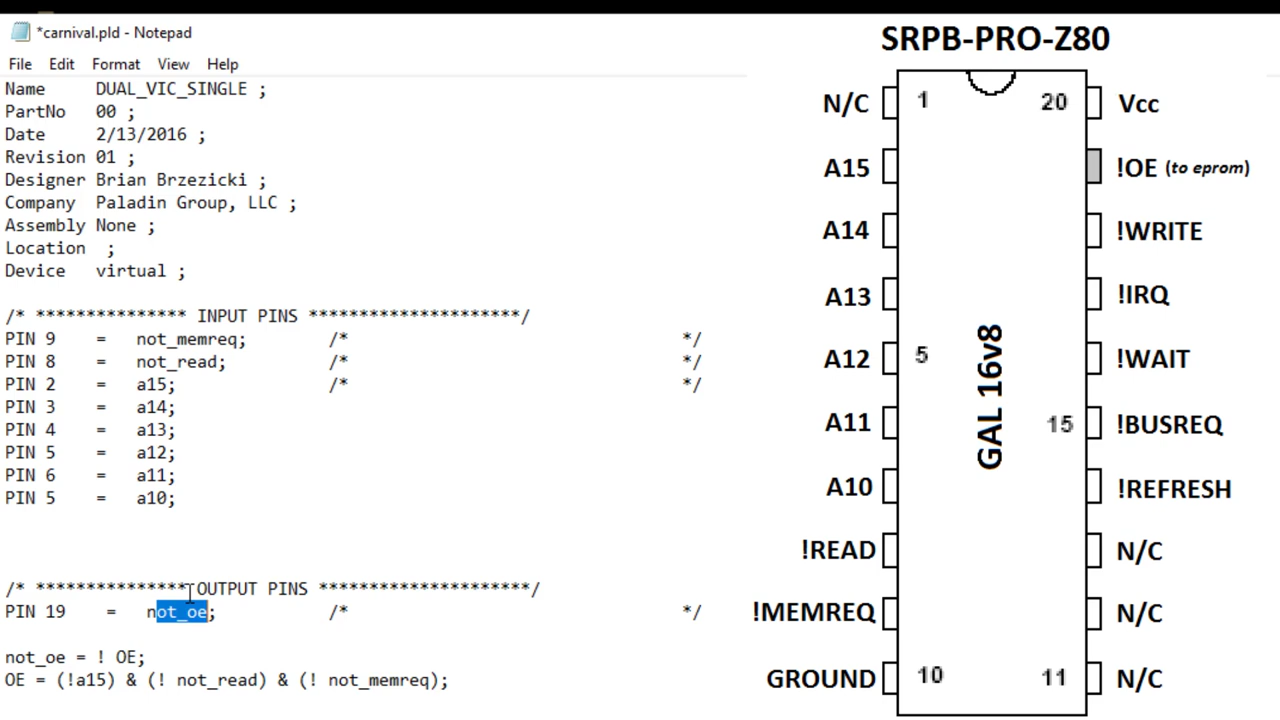 *carnival.pld - Notepad
File Edit Format View Help
Name DUAL_VIC_SINGLE ;
PartNo 00 ;
Date 2/13/2016 ;
Revision 01 ;
Designer Brian Brzezicki ;
Company Paladin Group, LLC ;
Assembly None ;
Location ;
Device virtual ;
/* *************** INPUT PINS *********************/
PIN 9 = not_memreq; /* */
PIN 8 = not_read; /* */
PIN 2 = a15; /* */
PIN 3 = a14;
PIN 4 = a13;
PIN 5 = a12;
PIN 6 = a11;
PIN 5 = a10;
/* *************** OUTPUT PINS *********************/
PIN 19 = not_oe; /* */
not_oe = ! OE;
OE = (!a15) & (! not_read) & (! not_memreq);
SRPB-PRO-Z80
N/C 1 20 Vcc
A15 !OE (to eprom)
A14 !WRITE
A13 !IRQ
A12 5 !WAIT
A11 15 !BUSREQ
A10 !REFRESH
!READ N/C
!MEMREQ N/C
GROUND 10 11 N/C
GAL 16v8